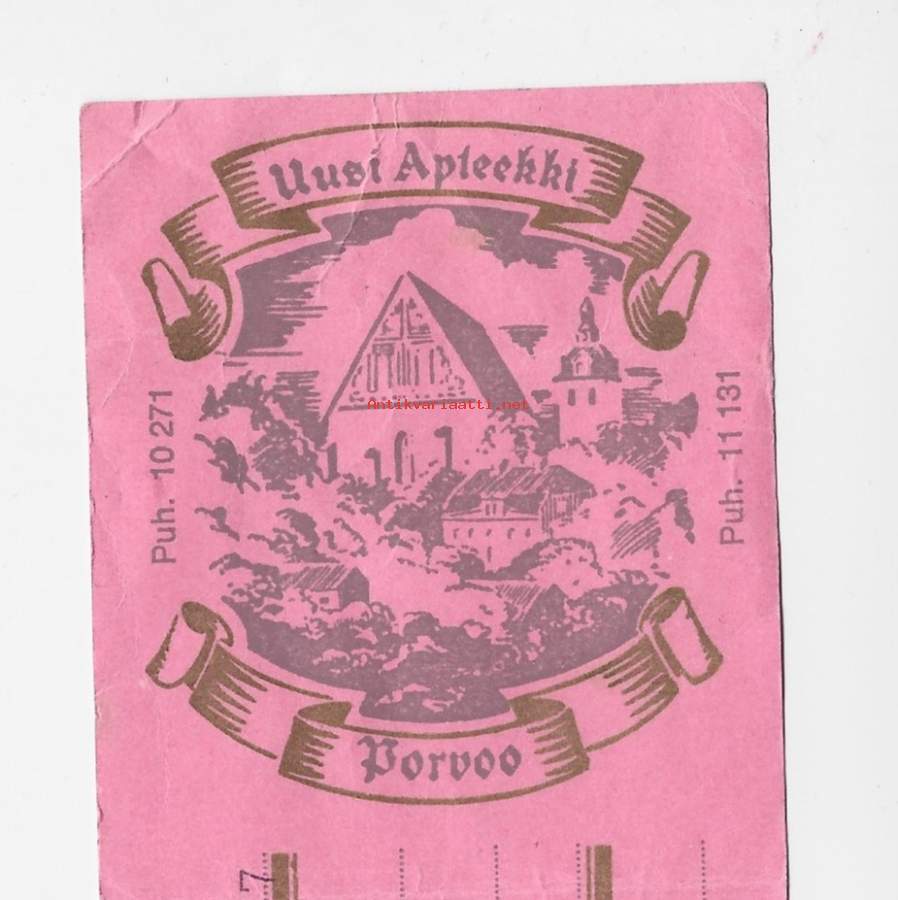 Uusi Apteekki
Puh. 10 271
Antikvariaatti.net
Puh. 11 131
Porvoo
7